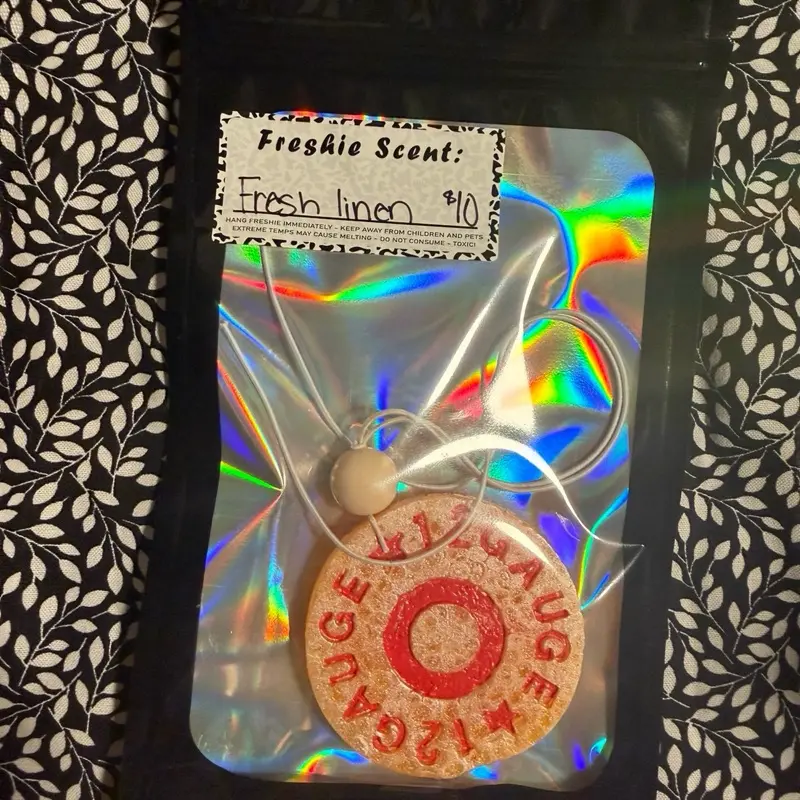 Freshie Scent:
Fresh linen $10
HANG FRESHIE IMMEDIATELY - KEEP AWAY FROM CHILDREN AND PETS
EXTREME TEMPS MAY CAUSE MELTING - DO NOT CONSUME - TOXIC!
★12GAUGE★12GAUGE